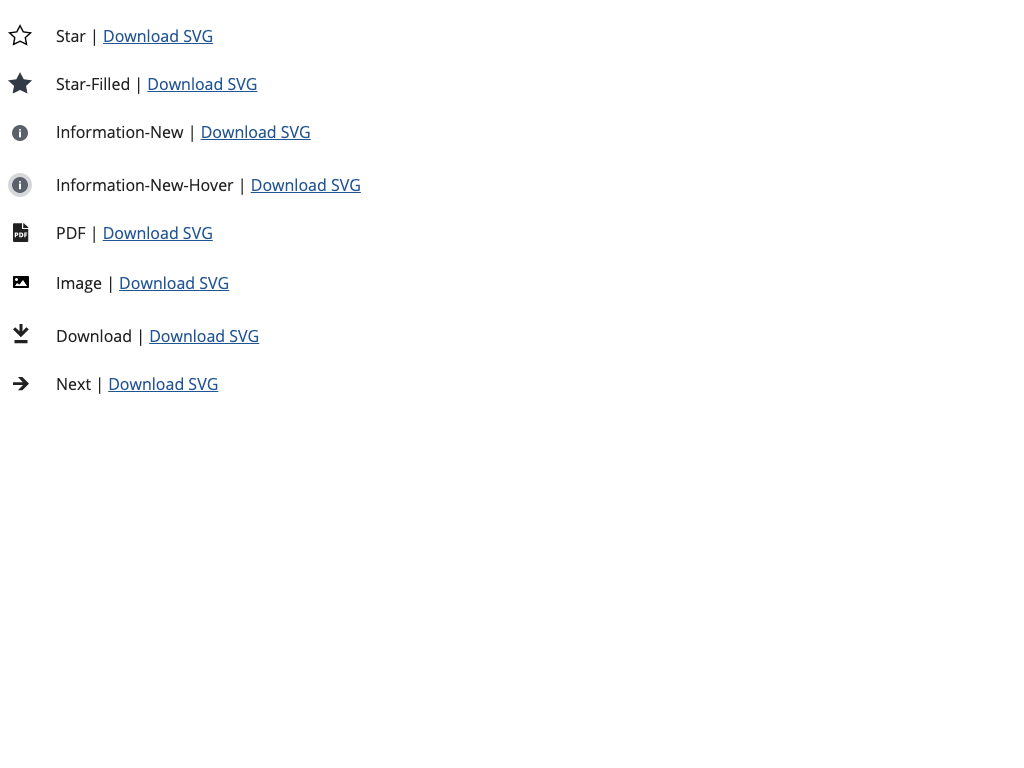 Star | Download SVG
Star-Filled | Download SVG
Information-New | Download SVG
Information-New-Hover | Download SVG
PDF | Download SVG
Image | Download SVG
Download | Download SVG
Next | Download SVG